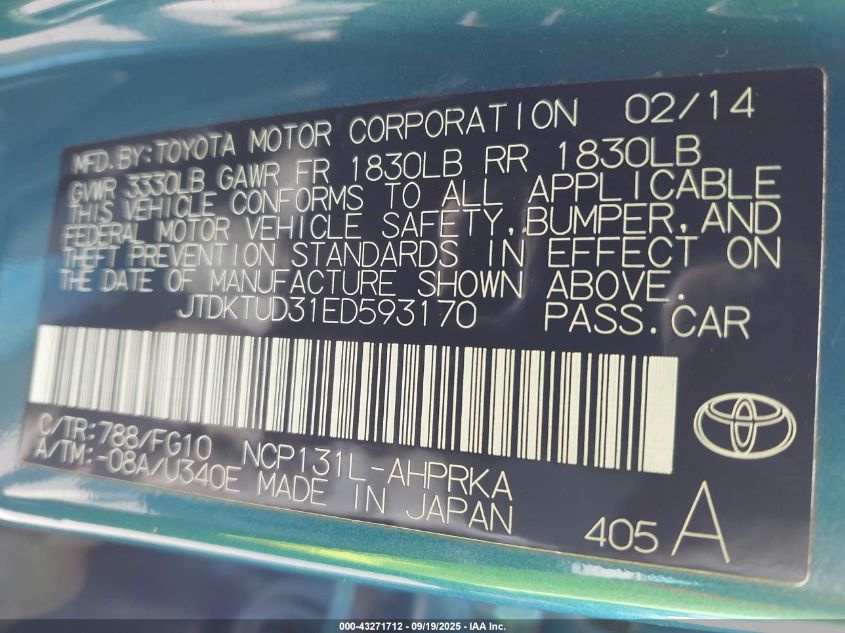 MFD.BY:TOYOTA MOTOR CORPORATION 02/14
GVWR 3330LB GAWR FR 1830LB RR 1830LB
THIS VEHICLE CONFORMS TO ALL APPLICABLE
FEDERAL MOTOR VEHICLE SAFETY,BUMPER,AND
THEFT PREVENTION STANDARDS IN EFFECT ON
THE DATE OF MANUFACTURE SHOWN ABOVE.
JTDKTUD31ED593170 PASS.CAR
C/TR:788/FG10 NCP131L-AHPRKA
A/TM:-08A/U340E MADE IN JAPAN
405 A
000-43271712 - 09/19/2025 - IAA Inc.